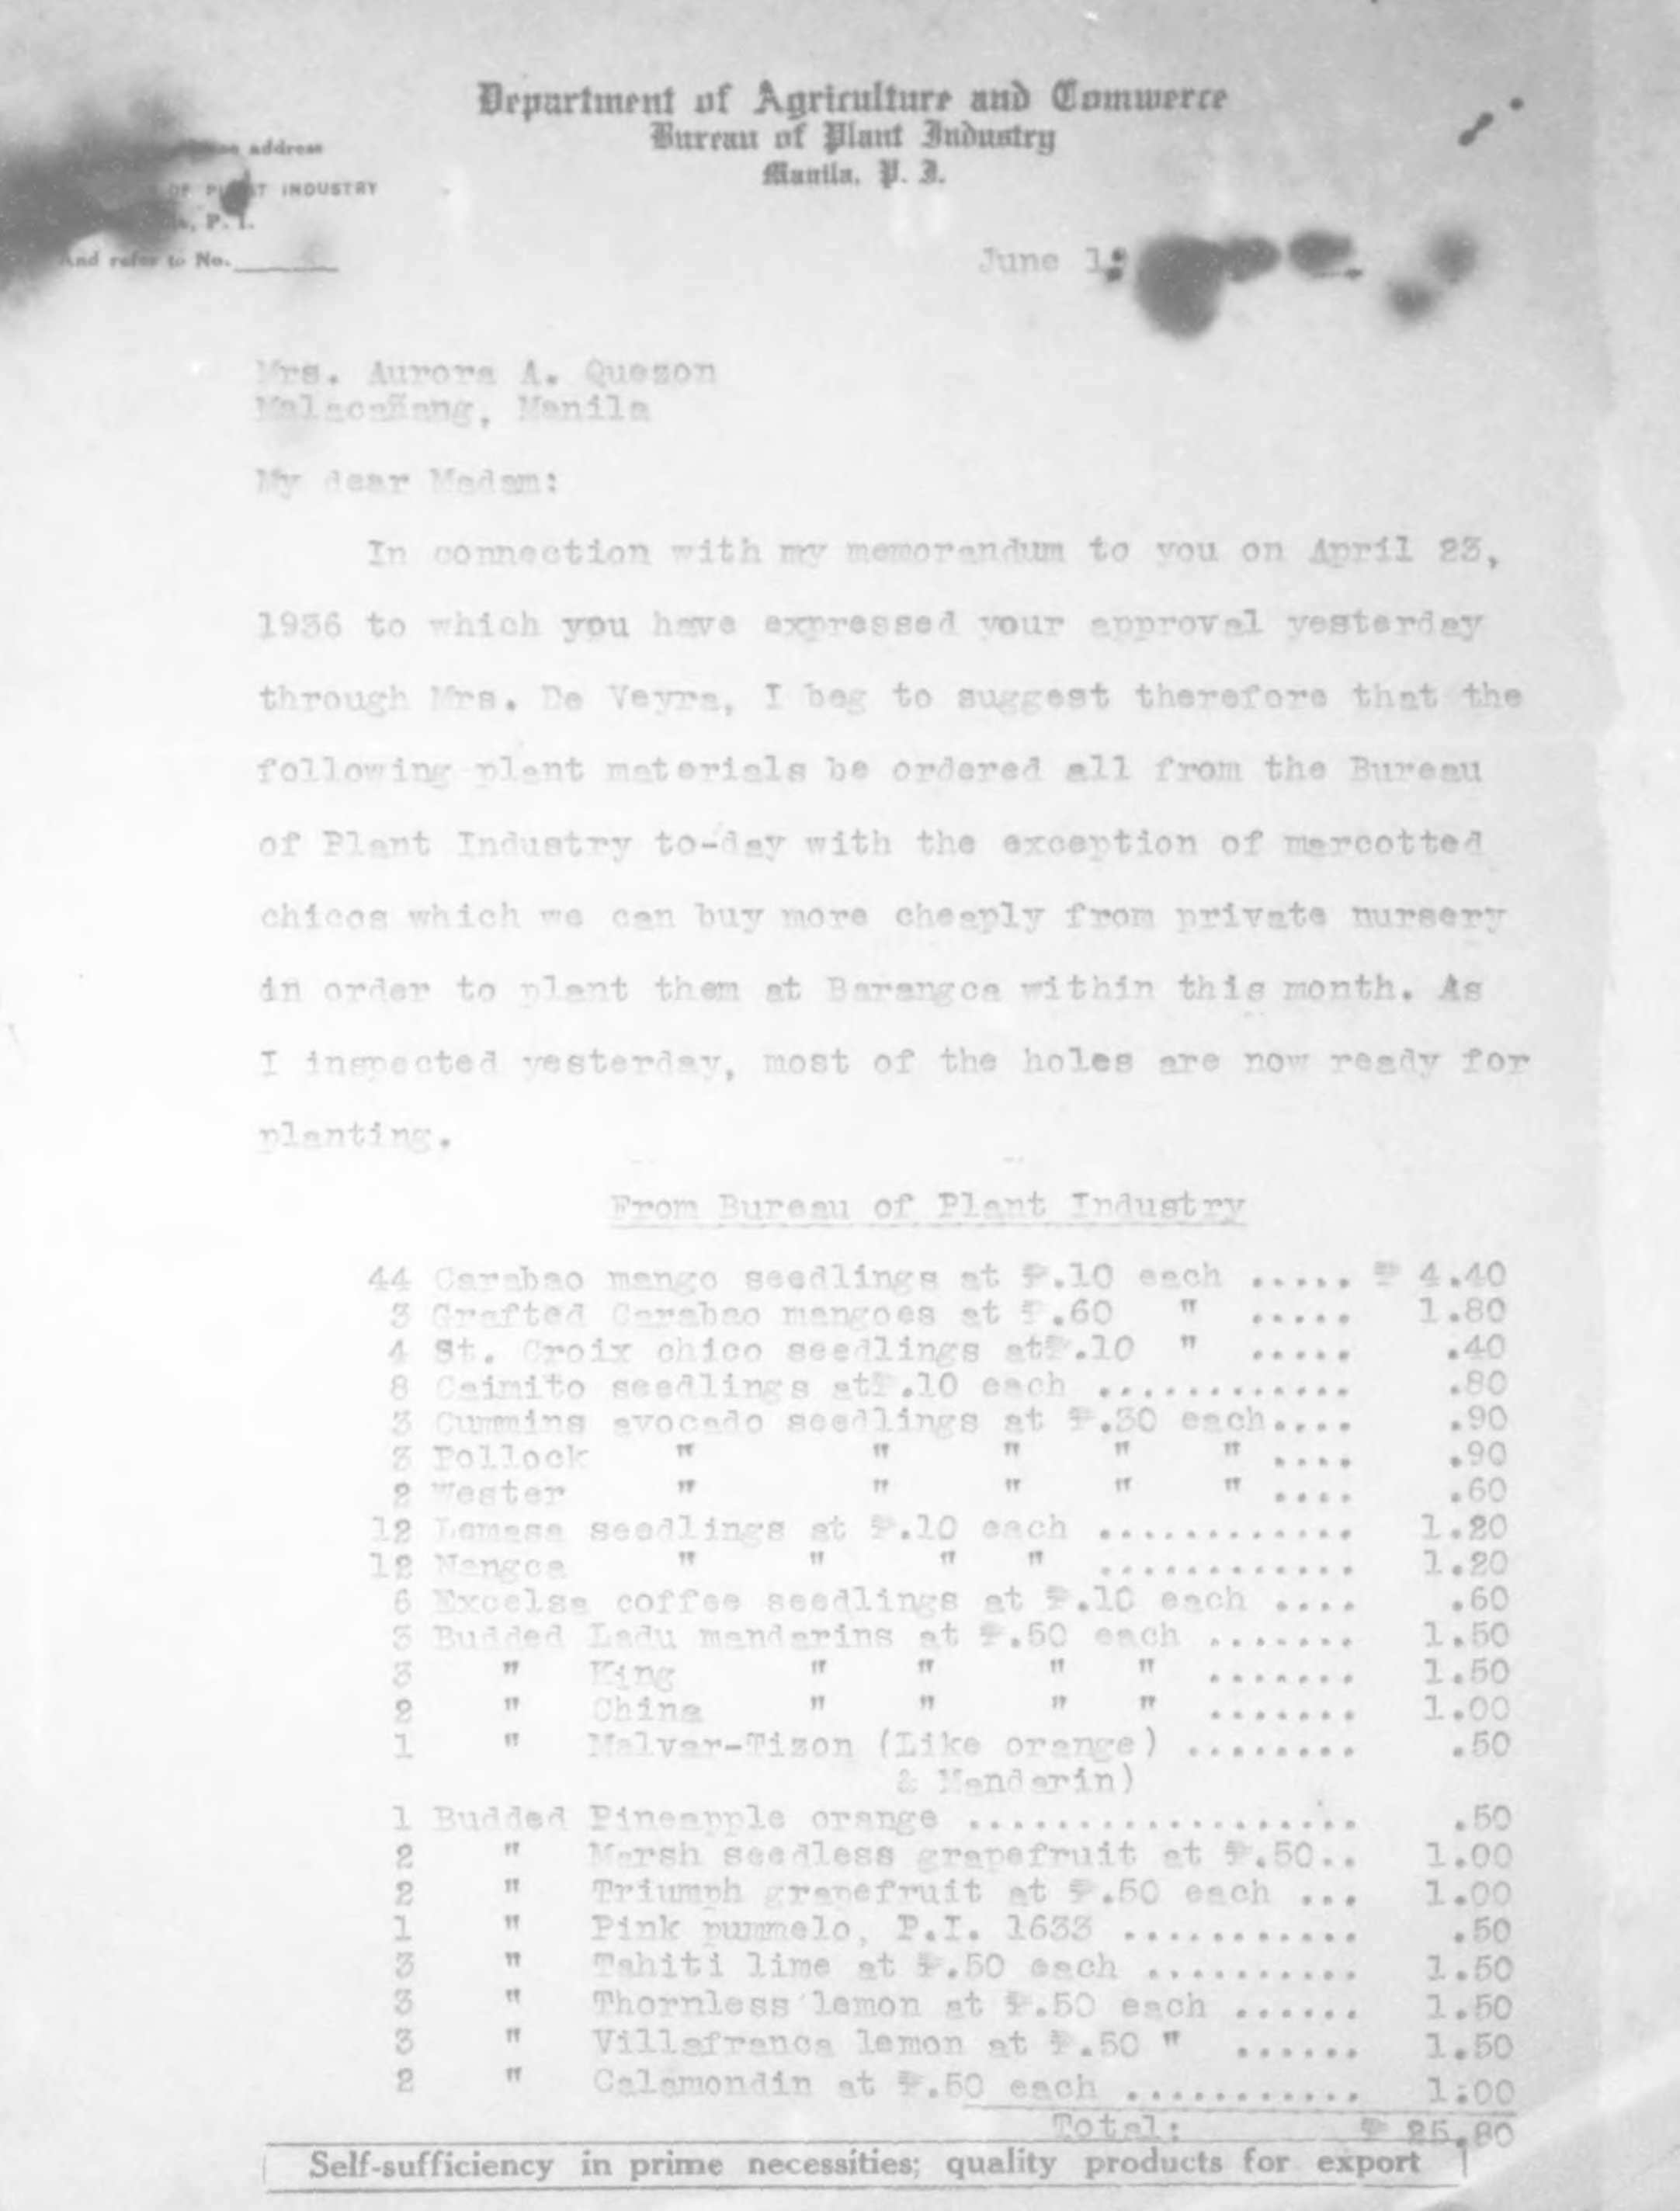 Department of Agriculture and Commerce
Bureau of Plant Industry
Manila, P. I.
address
OF PLANT INDUSTRY
P. I.
And refer to No.
June
Mrs. Aurora A. Quezon
Malacañang, Manila
My dear Madam:
In connection with my memorandum to you on April 23,
1936 to which you have expressed your approval yesterday
through Mrs. De Veyra, I beg to suggest therefore that the
following plant materials be ordered all from the Bureau
of Plant Industry to-day with the exception of marcotted
chicos which we can buy more cheaply from private nursery
in order to plant them at Barangca within this month. As
I inspected yesterday, most of the holes are now ready for
planting.
From Bureau of Plant Industry
44 Carabao mango seedlings at ₱.10 each ..... ₱ 4.40
3 Grafted Carabao mangoes at ₱.60 " ..... 1.80
4 St. Croix chico seedlings at₱.10 " ..... .40
8 Caimito seedlings at₱.10 each ............ .80
3 Cummins avocado seedlings at ₱.30 each.... .90
3 Pollock " " " " " .... .90
2 Wester " " " " " .... .60
12 Lamasa seedlings at ₱.10 each ............ 1.20
12 Nangca " " " " ............ 1.20
6 Excelsa coffee seedlings at ₱.10 each .... .60
3 Budded Ladu mandarins at ₱.50 each ....... 1.50
3 " King " " " " ....... 1.50
2 " China " " " " ....... 1.00
1 " Malvar-Tizon (Like orange) ........ .50
& Mandarin)
1 Budded Pineapple orange .................. .50
2 " Marsh seedless grapefruit at ₱.50.. 1.00
2 " Triumph grapefruit at ₱.50 each ... 1.00
1 " Pink pummelo, P.I. 1633 ........... .50
3 " Tahiti lime at ₱.50 each .......... 1.50
3 " Thornless lemon at ₱.50 each ...... 1.50
3 " Villafranca lemon at ₱.50 " ...... 1.50
2 " Calamondin at ₱.50 each ........... 1:00
Total: ₱ 25.80
Self-sufficiency in prime necessities; quality products for export